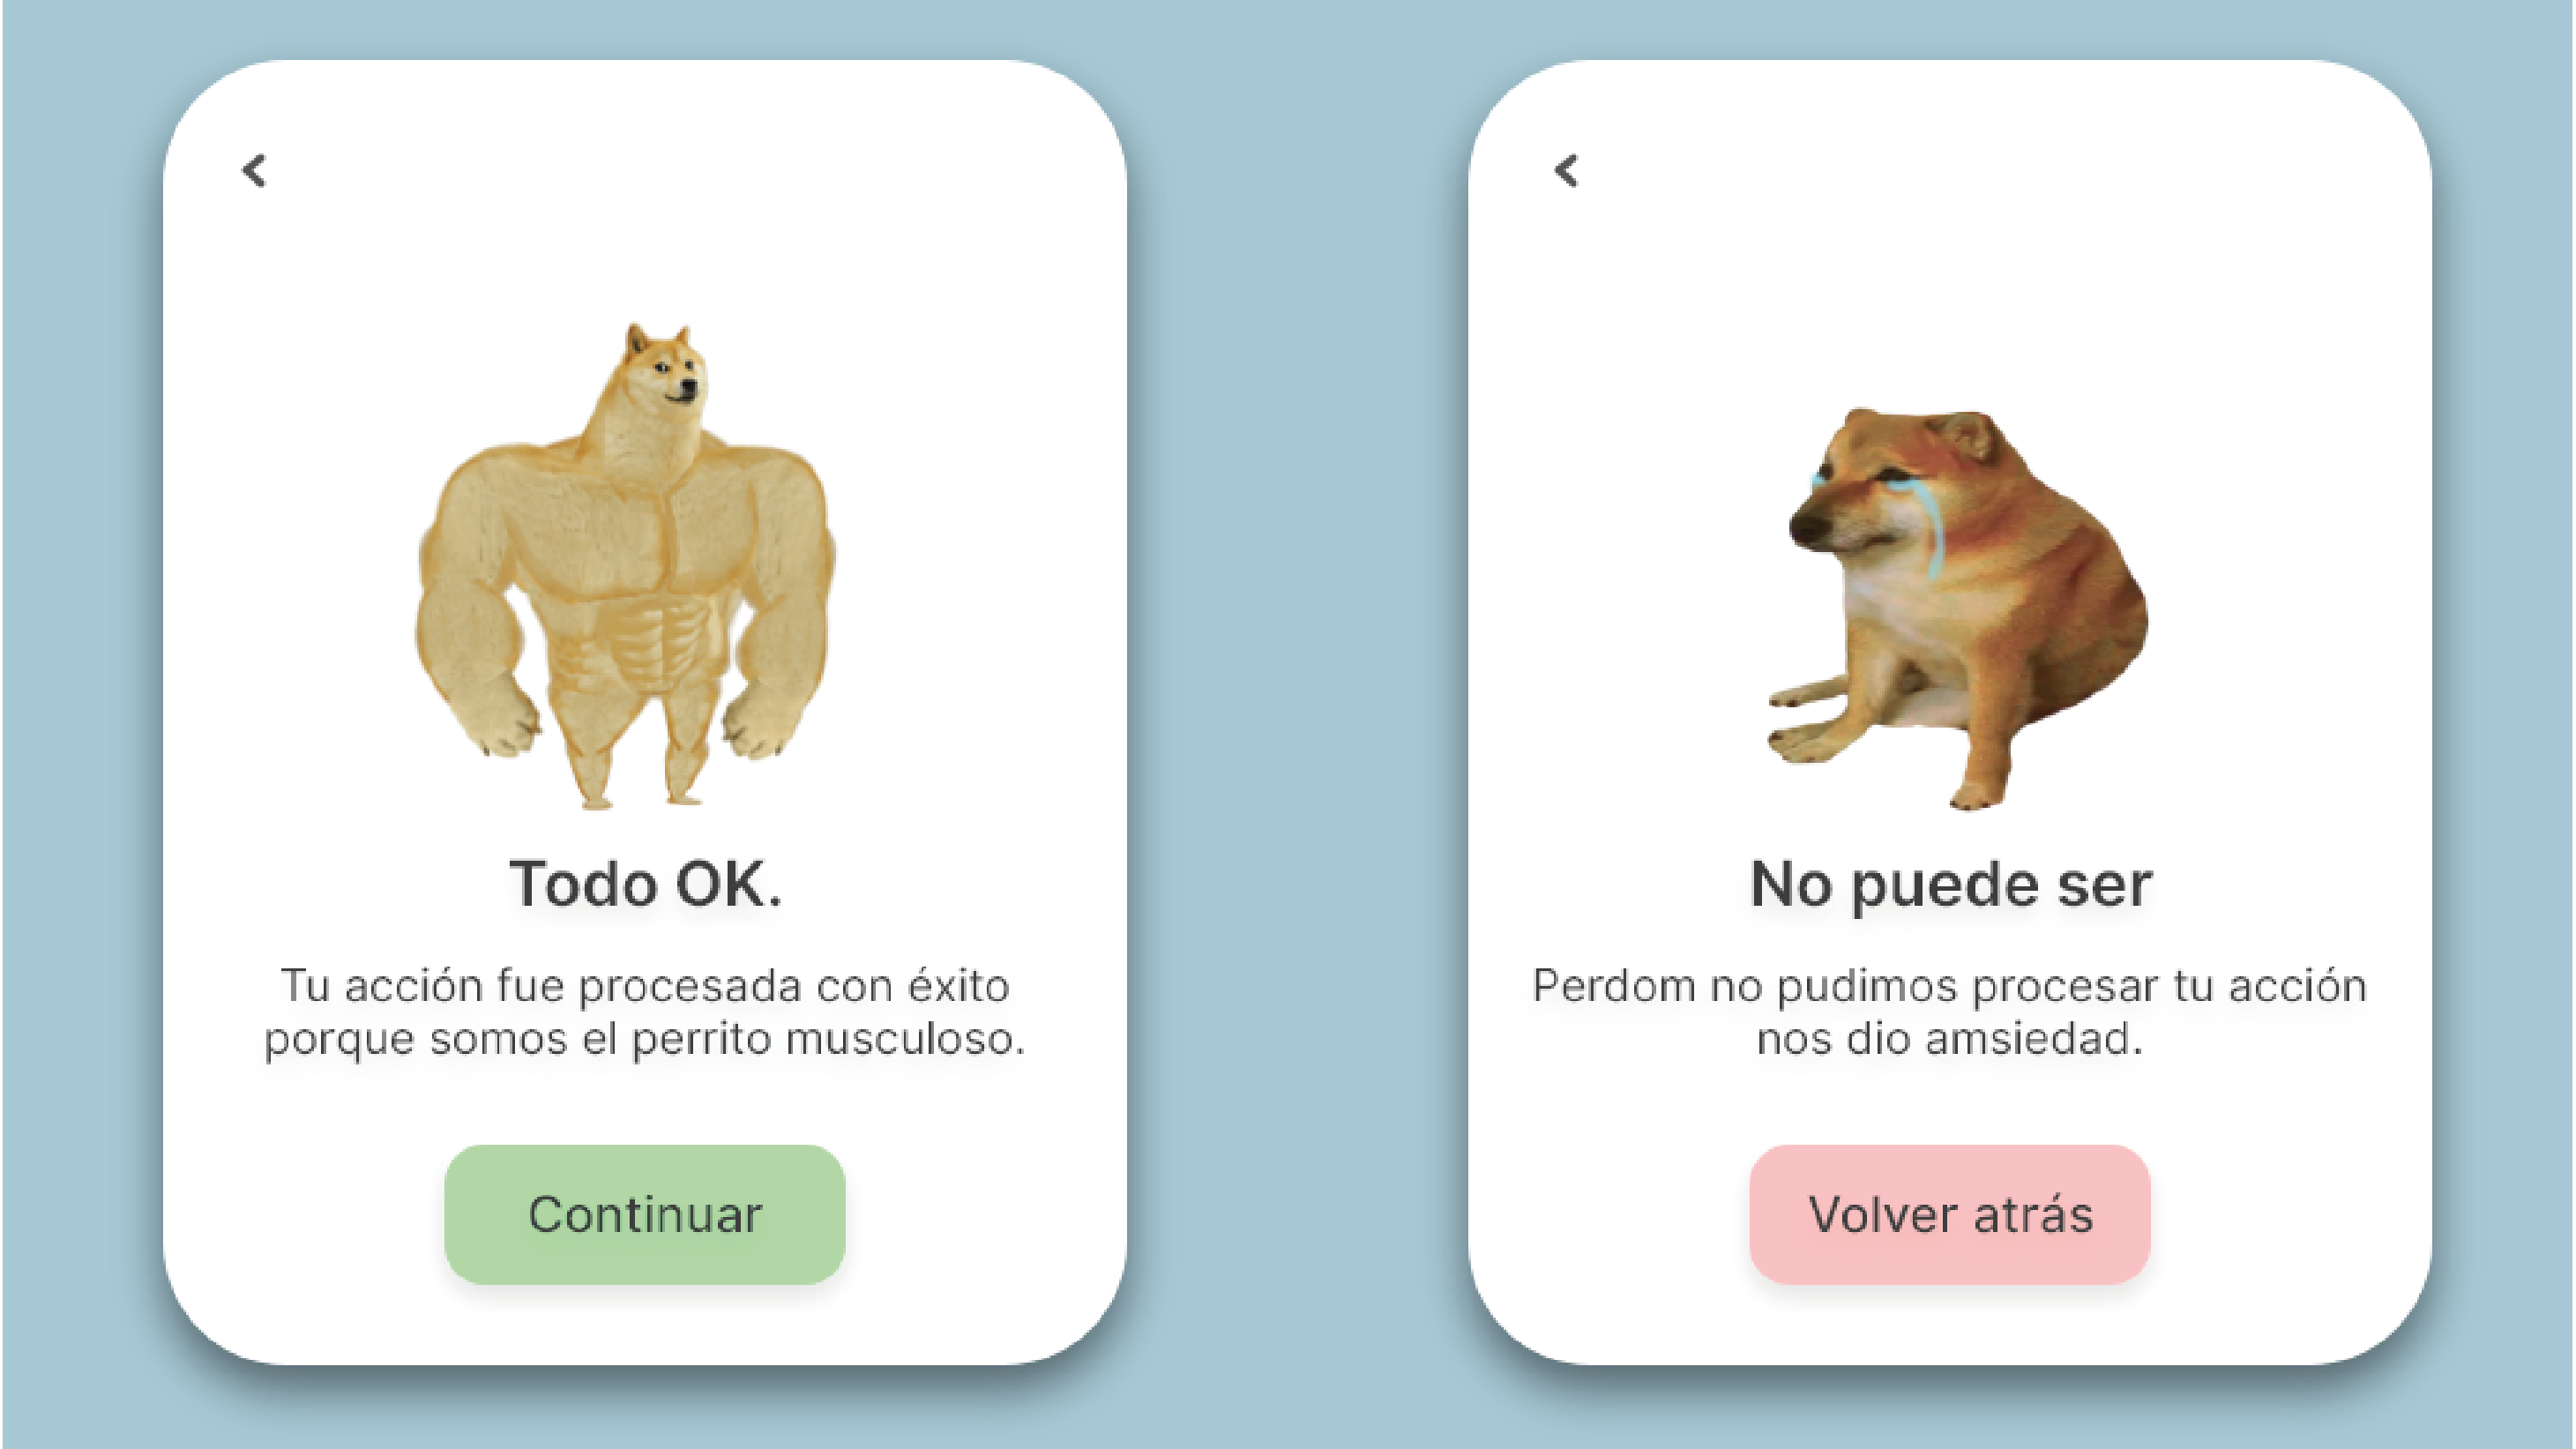 Todo OK.
Tu acción fue procesada con éxito
porque somos el perrito musculoso.
Continuar
No puede ser
Perdom no pudimos procesar tu acción
nos dio amsiedad.
Volver atrás